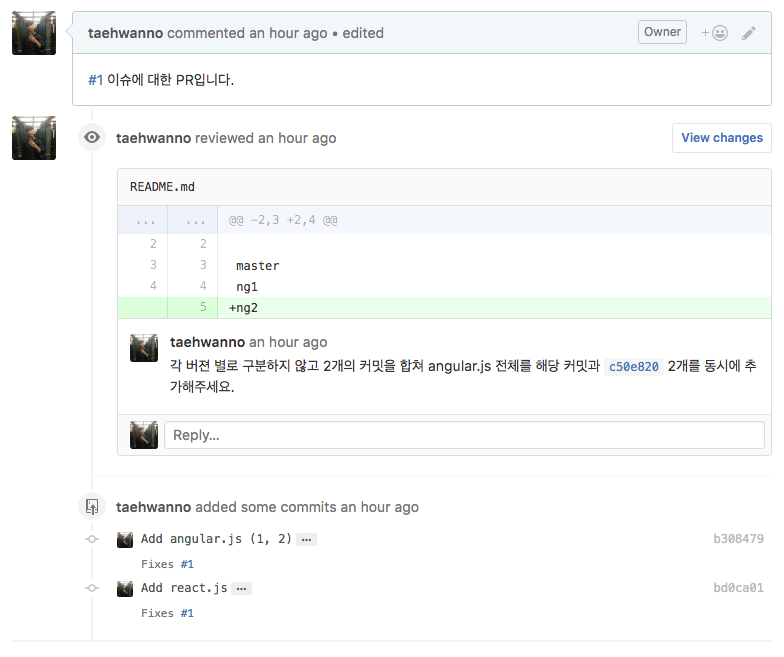 taehwanno commented an hour ago • edited
Owner
#1 이슈에 대한 PR입니다.
taehwanno reviewed an hour ago
View changes
README.md
... ... @@ -2,3 +2,4 @@
2 2
3 3 master
4 4 ng1
5 +ng2
taehwanno an hour ago
각 버젼 별로 구분하지 않고 2개의 커밋을 합쳐 angular.js 전체를 해당 커밋과 c50e820 2개를 동시에 추
가해주세요.
Reply...
taehwanno added some commits an hour ago
Add angular.js (1, 2) ... b308479
Fixes #1
Add react.js ... bd0ca01
Fixes #1